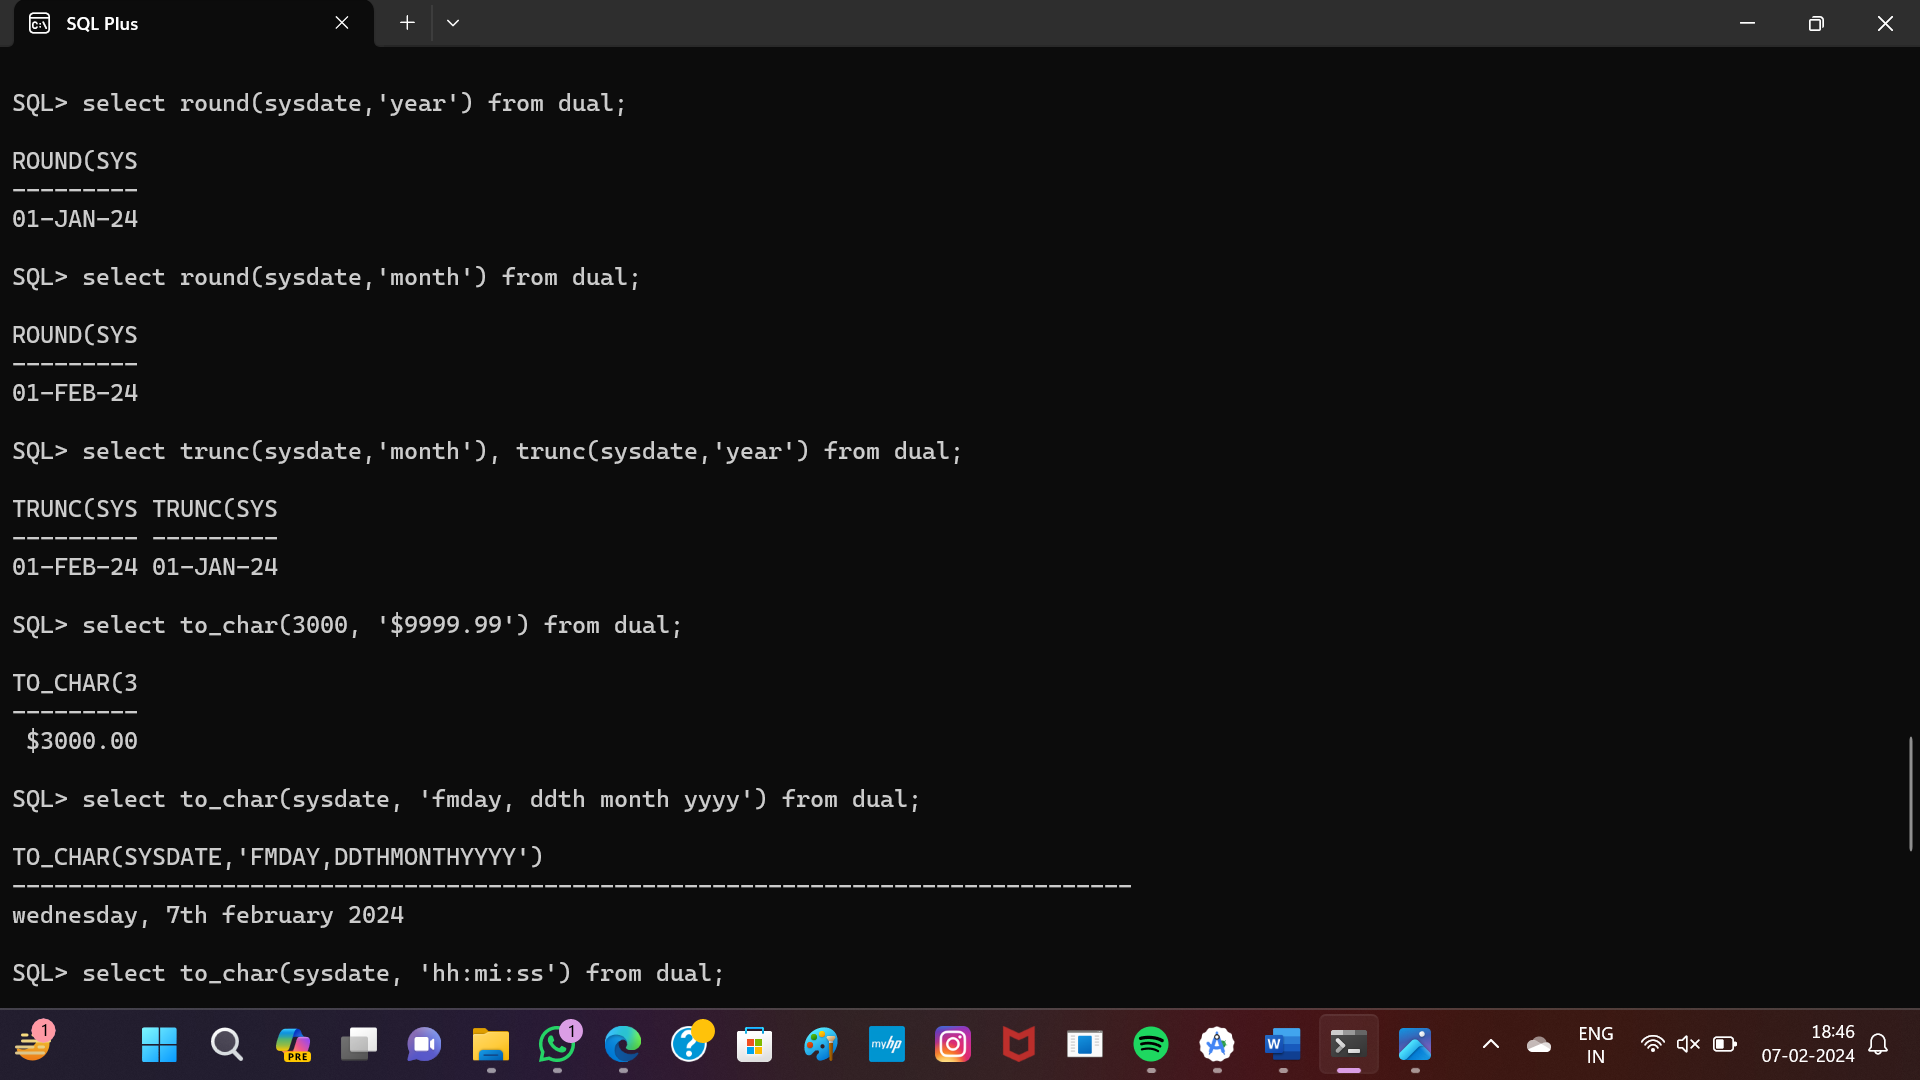 SQL Plus
SQL> select round(sysdate,'year') from dual;
ROUND(SYS
---------
01-JAN-24
SQL> select round(sysdate,'month') from dual;
ROUND(SYS
---------
01-FEB-24
SQL> select trunc(sysdate,'month'), trunc(sysdate,'year') from dual;
TRUNC(SYS TRUNC(SYS
--------- ---------
01-FEB-24 01-JAN-24
SQL> select to_char(3000, '$9999.99') from dual;
TO_CHAR(3
---------
 $3000.00
SQL> select to_char(sysdate, 'fmday, ddth month yyyy') from dual;
TO_CHAR(SYSDATE,'FMDAY,DDTHMONTHYYYY')
--------------------------------------------------------------------------------
wednesday, 7th february 2024
SQL> select to_char(sysdate, 'hh:mi:ss') from dual;
1
PRE
1
?
myhp
W
ENG
IN
18:46
07-02-2024